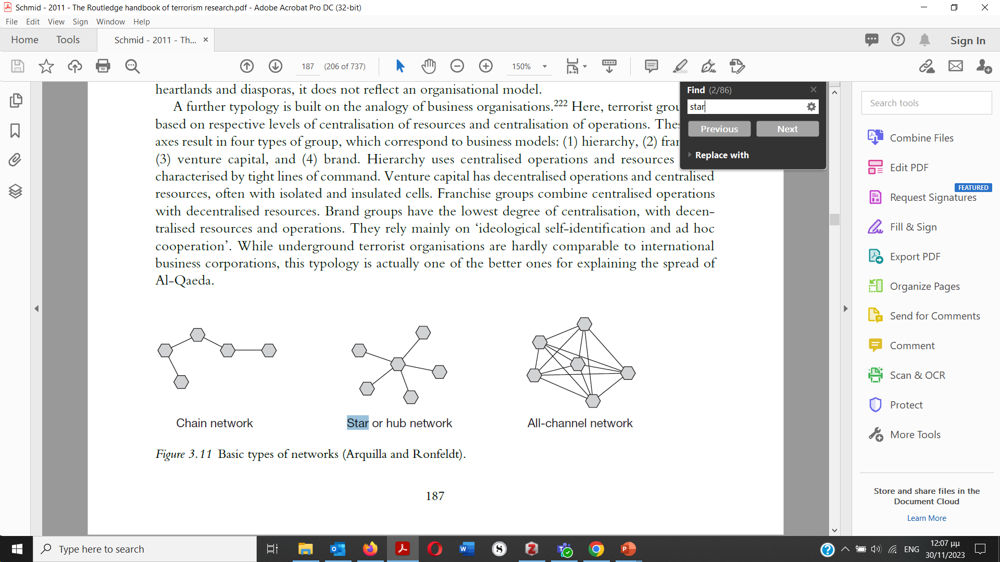 Schmid - 2011 - The Routledge handbook of terrorism research.pdf - Adobe Acrobat Pro DC (32-bit)
File Edit View Sign Window Help
Home Tools Schmid - 2011 - Th... × Sign In
187 (206 of 737) 150%
heartlands and diasporas, it does not reflect an organisational model.
A further typology is built on the analogy of business organisations.222 Here, terrorist grou
based on respective levels of centralisation of resources and centralisation of operations. Thes
axes result in four types of group, which correspond to business models: (1) hierarchy, (2) fran
(3) venture capital, and (4) brand. Hierarchy uses centralised operations and resources
characterised by tight lines of command. Venture capital has decentralised operations and centralised
resources, often with isolated and insulated cells. Franchise groups combine centralised operations
with decentralised resources. Brand groups have the lowest degree of centralisation, with decen-
tralised resources and operations. They rely mainly on ‘ideological self-identification and ad hoc
cooperation’. While underground terrorist organisations are hardly comparable to international
business corporations, this typology is actually one of the better ones for explaining the spread of
Al-Qaeda.
Chain network
Star or hub network
All-channel network
Figure 3.11 Basic types of networks (Arquilla and Ronfeldt).
187
Find (2/86)
star
Previous Next
Replace with
Search tools
Combine Files
Edit PDF
FEATURED
Request Signatures
Fill & Sign
Export PDF
Organize Pages
Send for Comments
Comment
Scan & OCR
Protect
More Tools
Store and share files in the
Document Cloud
Learn More
Type here to search
ENG
12:07 μμ
30/11/2023